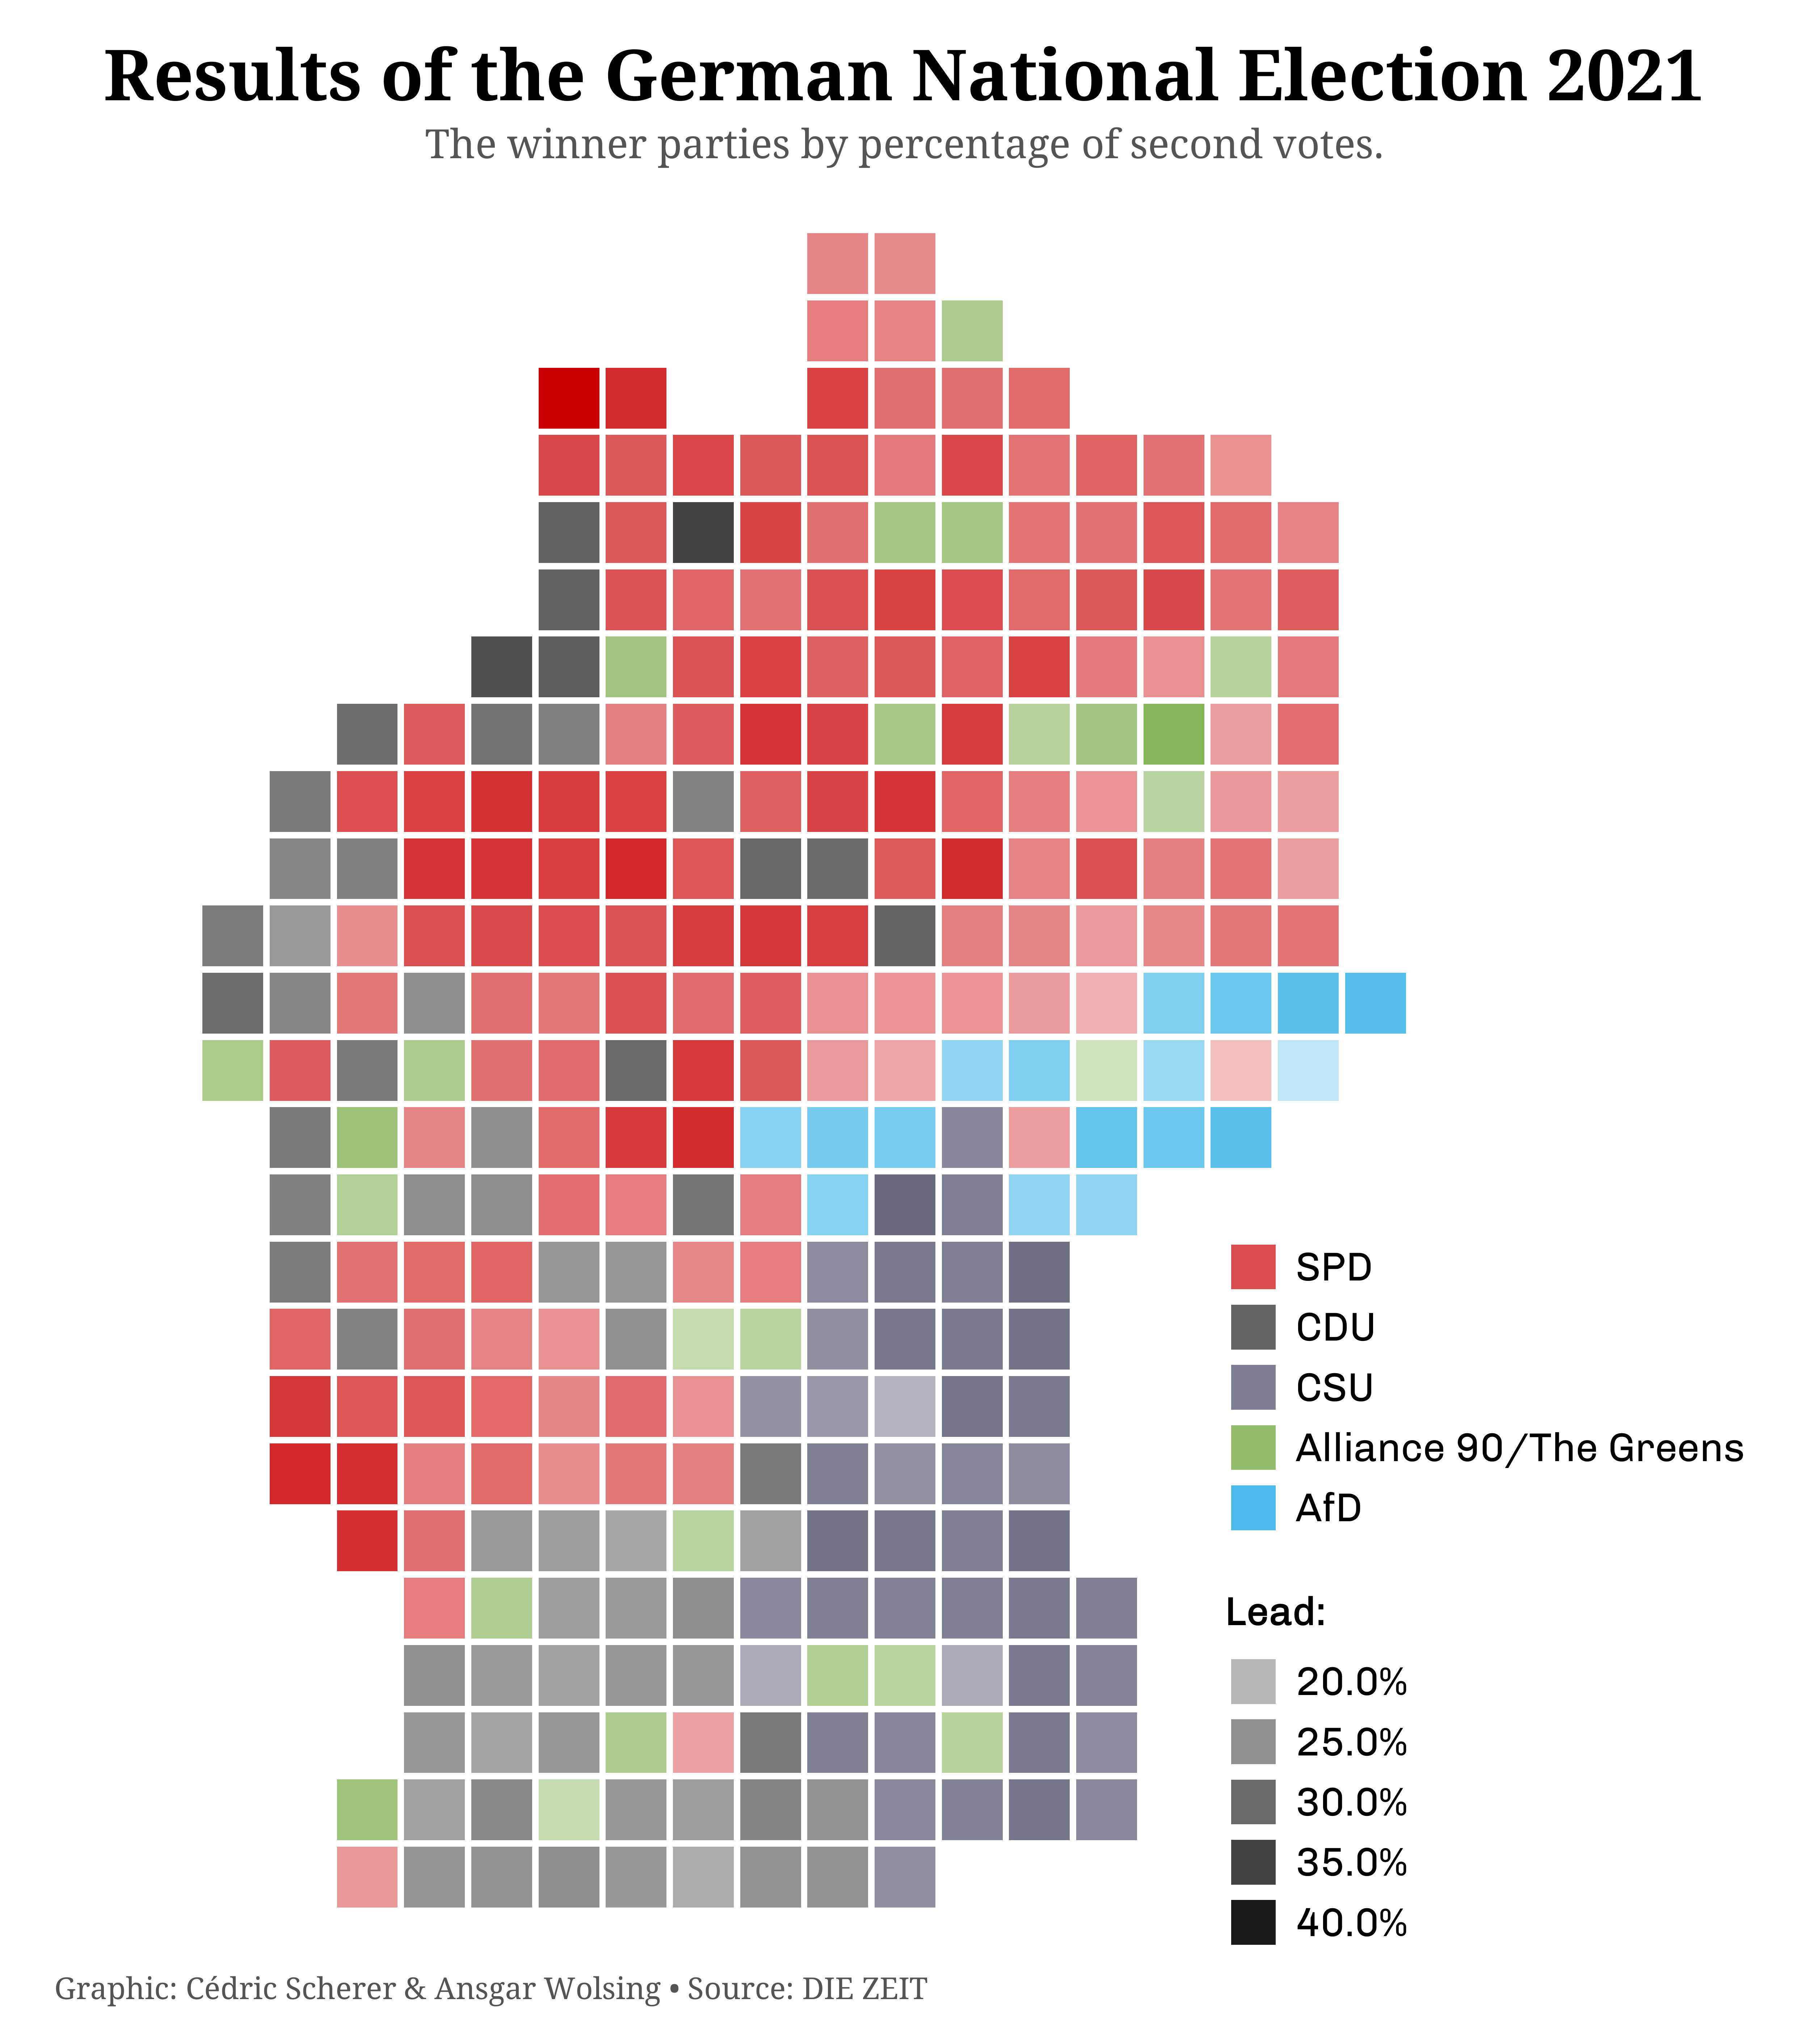 Results of the German National Election 2021
The winner parties by percentage of second votes.
SPD
CDU
CSU
Alliance 90/The Greens
AfD
Lead:
20.0%
25.0%
30.0%
35.0%
40.0%
Graphic: Cédric Scherer & Ansgar Wolsing • Source: DIE ZEIT